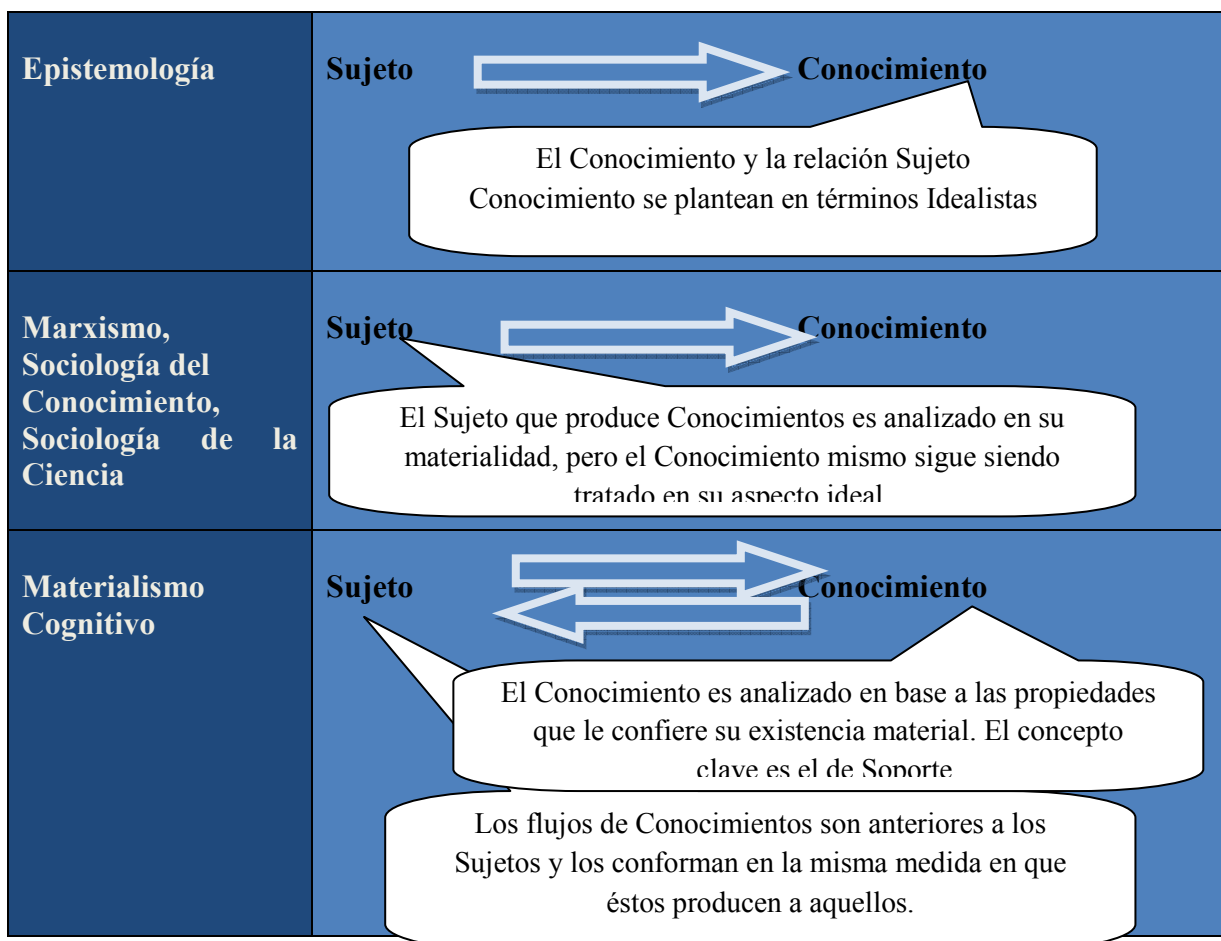 Epistemología
Sujeto Conocimiento
El Conocimiento y la relación Sujeto
Conocimiento se plantean en términos Idealistas
Marxismo,
Sociología del
Conocimiento,
Sociología de la
Ciencia
Sujeto Conocimiento
El Sujeto que produce Conocimientos es analizado en su
materialidad, pero el Conocimiento mismo sigue siendo
tratado en su aspecto ideal
Materialismo
Cognitivo
Sujeto Conocimiento
El Conocimiento es analizado en base a las propiedades
que le confiere su existencia material. El concepto
clave es el de Soporte
Los flujos de Conocimientos son anteriores a los
Sujetos y los conforman en la misma medida en que
éstos producen a aquellos.